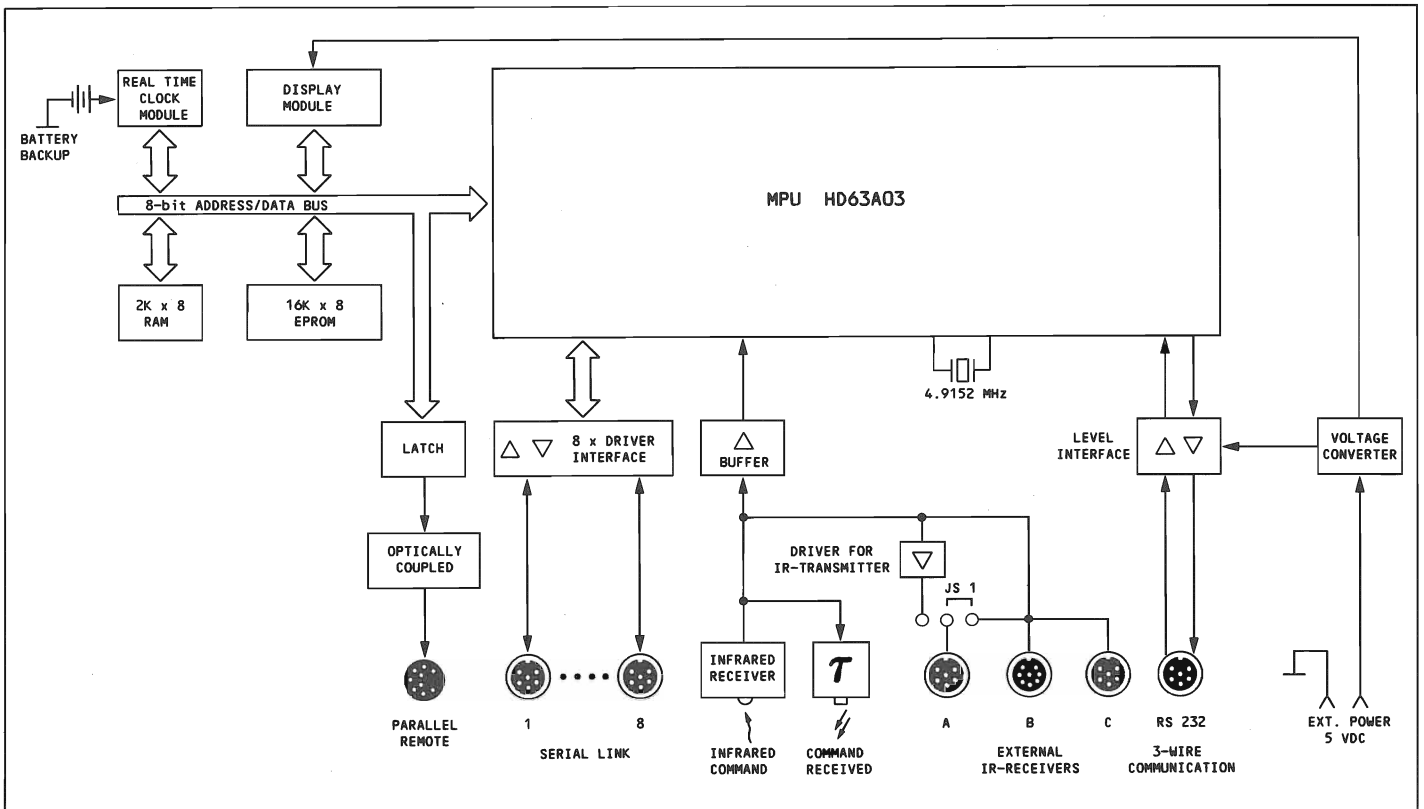 REAL TIME
CLOCK
MODULE
DISPLAY
MODULE
BATTERY
BACKUP
8-bit ADDRESS/DATA BUS
MPU HD63A03
2K x 8
RAM
16K x 8
EPROM
4.9152 MHz
LATCH
8 x DRIVER
INTERFACE
BUFFER
LEVEL
INTERFACE
VOLTAGE
CONVERTER
OPTICALLY
COUPLED
DRIVER FOR
IR-TRANSMITTER
JS 1
INFRARED
RECEIVER
τ
PARALLEL
REMOTE
1
8
SERIAL LINK
INFRARED
COMMAND
COMMAND
RECEIVED
A
B
C
EXTERNAL
IR-RECEIVERS
RS 232
3-WIRE
COMMUNICATION
EXT. POWER
5 VDC